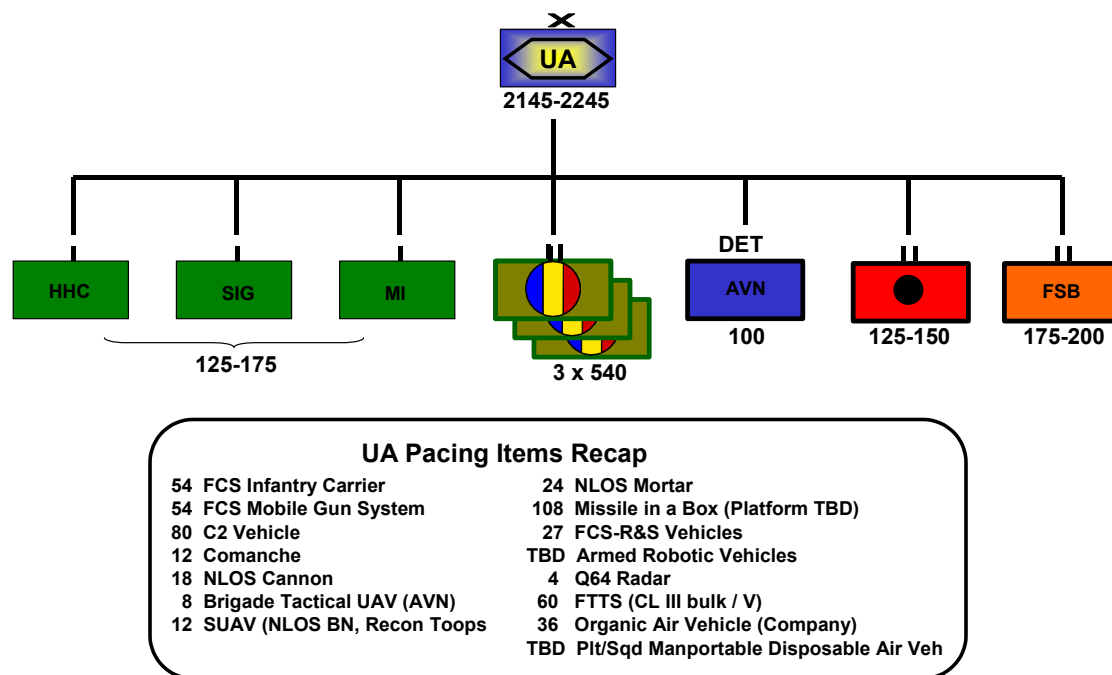 UA
2145-2245
DET
HHC
SIG
MI
AVN
FSB
125-175
3 x 540
100
125-150
175-200
UA Pacing Items Recap
54 FCS Infantry Carrier
54 FCS Mobile Gun System
80 C2 Vehicle
12 Comanche
18 NLOS Cannon
8 Brigade Tactical UAV (AVN)
12 SUAV (NLOS BN, Recon Toops
24 NLOS Mortar
108 Missile in a Box (Platform TBD)
27 FCS-R&S Vehicles
TBD Armed Robotic Vehicles
4 Q64 Radar
60 FTTS (CL III bulk / V)
36 Organic Air Vehicle (Company)
TBD Plt/Sqd Manportable Disposable Air Veh